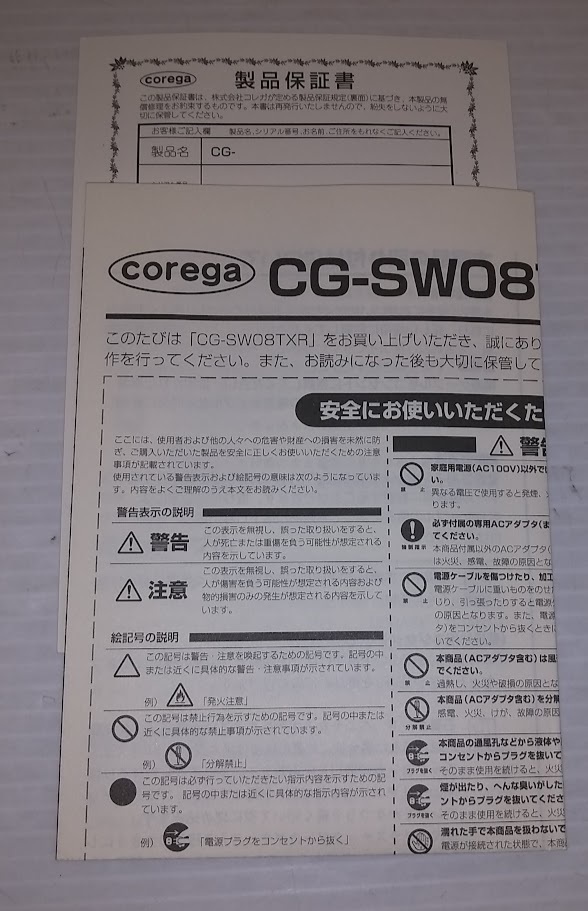 corega 製品保証書
この製品保証書は、株式会社コレガが定める製品保証規定(裏面)に基づき、本製品の無
償修理をお約束するものです。本書は再発行いたしませんので、紛失をしないように大
切に保管してください。
お客様ご記入欄 製品名、シリアル番号、お名前、ご住所をもれなくご記入ください。
製品名 CG-
corega CG-SW08
このたびは「CG-SW08TXR」をお買い上げいただき、誠にあり
作を行ってください。また、お読みになった後も大切に保管して
安全にお使いいただくた
ここには、使用者および他の人々への危害や財産への損害を未然に防
ぎ、ご購入いただいた製品を安全に正しくお使いいただくための注意
事項が記載されています。
使用されている警告表示および絵記号の意味は次のようになっていま
す。内容をよくご理解のうえ本文をお読みください。
警告表示の説明
警告
この表示を無視し、誤った取り扱いをすると、
人が死亡または重傷を負う可能性が想定される
内容を示しています。
注意
この表示を無視し、誤った取り扱いをすると、
人が傷害を負う可能性が想定される内容および
物的損害のみの発生が想定される内容を示して
います。
絵記号の説明
この記号は警告・注意を喚起するための記号です。記号の中
または近くに具体的な警告・注意事項が示されています。
例) 「発火注意」
この記号は禁止行為を示すための記号です。記号の中または
近くに具体的な禁止事項が示されています。
例) 「分解禁止」
この記号は必ず行っていただきたい指示内容を示すための記
号です。 記号の中または近くに具体的な指示内容が示され
ています。
例) 「電源プラグをコンセントから抜く」
警
家庭用電源(AC100V)以外で
い。
禁 止
異なる電圧で使用すると発煙、
ります。
必ず付属の専用ACアダプタ(ま
てください。
強制指示
本商品付属以外のACアダプタ(
は火災、感電、故障の原因とな
電源ケーブルを傷つけたり、加工
禁 止
電源ケーブルに重いものをのせ
じり、引っ張ったりすると電源
の原因となります。また、電源
タ)をコンセントから抜くときに
いでください。
本商品(ACアダプタ含む)は風
でください。
禁 止
過熱し、火災や破損の原因とな
本商品(ACアダプタ含む)を分解
分解禁止
感電、火災、けが、故障の原因
本商品の通風孔などから液体や
コンセントからプラグを抜いて
プラグを抜く
そのまま使用を続けると、火災
煙が出たり、へんな臭いがした
ントからプラグを抜いてくださ
プラグを抜く
そのまま使用を続けると、火災
濡れた手で本商品を扱わないで
電源が接続された状態で、本商